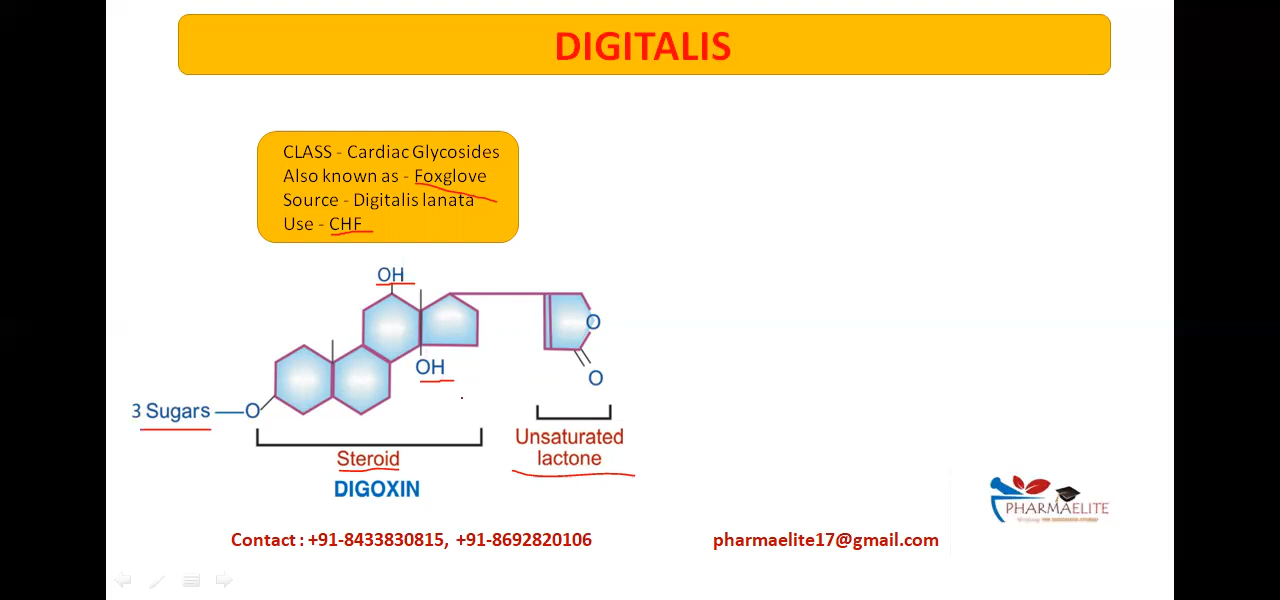 DIGITALIS
CLASS - Cardiac Glycosides
Also known as - Foxglove
Source - Digitalis lanata
Use - CHF
OH
O
OH
O
3 Sugars
O
Unsaturated
lactone
Steroid
DIGOXIN
PHARMAELITE
Contact : +91-8433830815, +91-8692820106
pharmaelite17@gmail.com